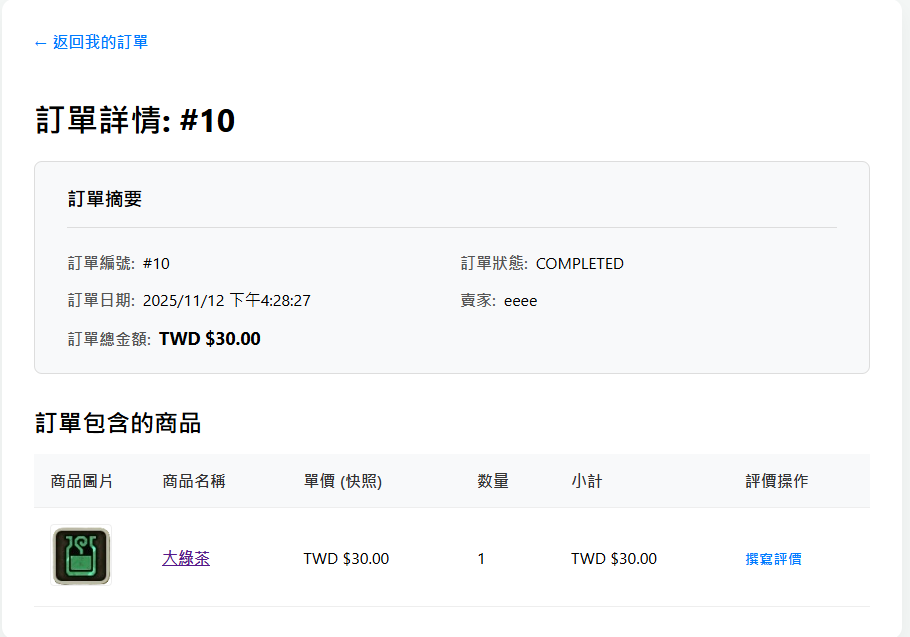 ← 返回我的訂單
訂單詳情: #10
訂單摘要
訂單編號: #10 訂單狀態: COMPLETED
訂單日期: 2025/11/12 下午4:28:27 賣家: eeee
訂單總金額: TWD $30.00
訂單包含的商品
商品圖片 商品名稱 單價 (快照) 数量 小計 評價操作
大綠茶 TWD $30.00 1 TWD $30.00 撰寫評價